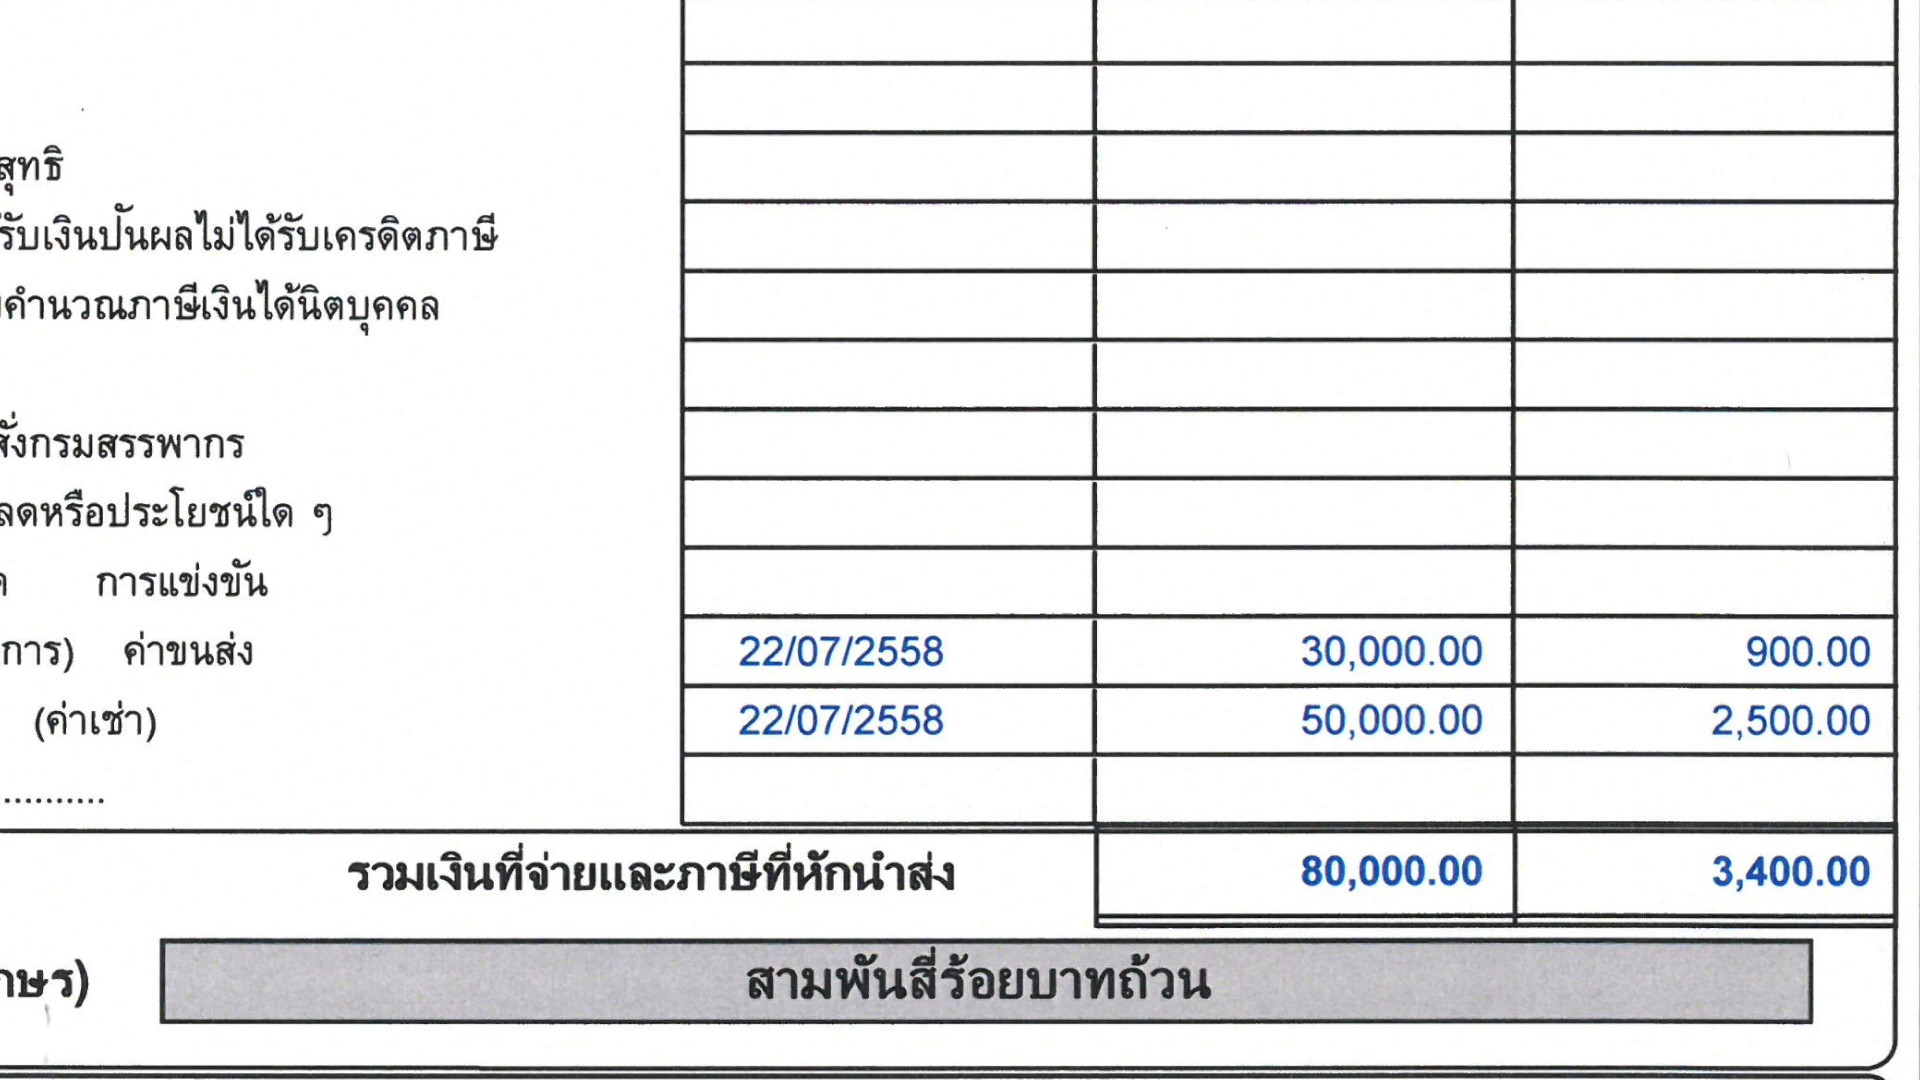 สุทธิ
รับเงินปันผลไม่ได้รับเครดิตภาษี
คำนวณภาษีเงินได้นิตบุคคล
สั่งกรมสรรพากร
ลดหรือประโยชน์ใด ๆ
การแข่งขัน
การ) ค่าขนส่ง 22/07/2558 30,000.00 900.00
(ค่าเช่า) 22/07/2558 50,000.00 2,500.00
..........
รวมเงินที่จ่ายและภาษีที่หักนำส่ง 80,000.00 3,400.00
กษร) สามพันสี่ร้อยบาทถ้วน